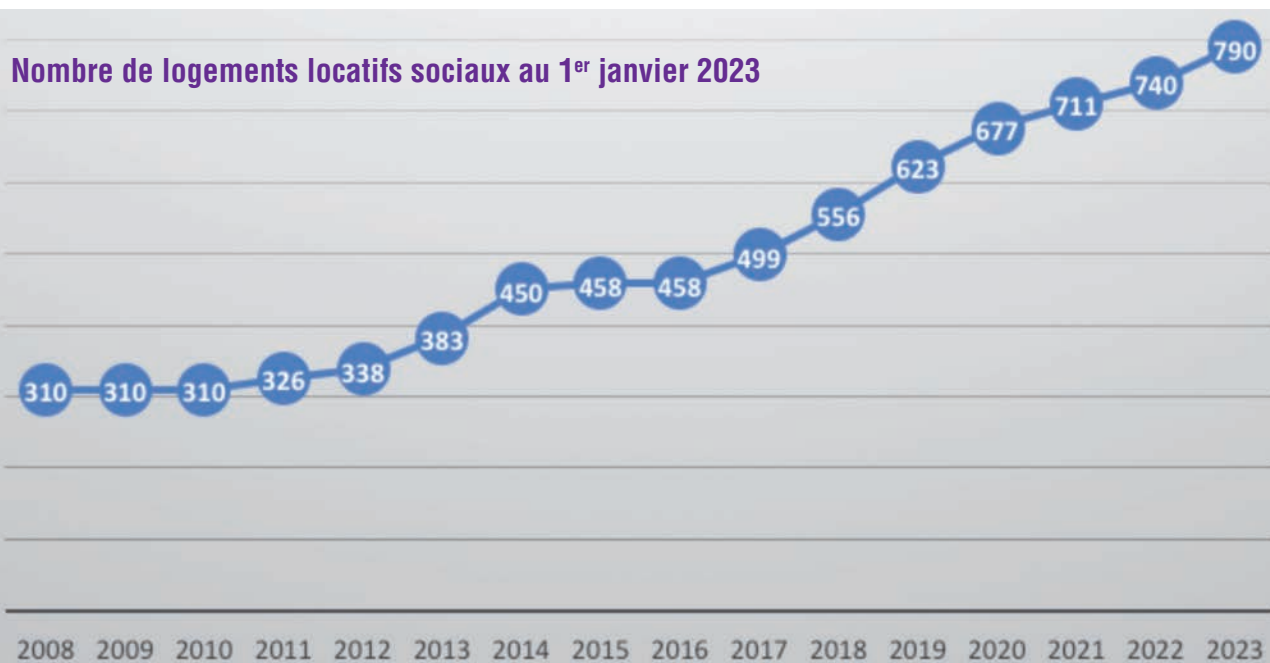 Nombre de logements locatifs sociaux au 1er janvier 2023
310 310 310 326 338 383 450 458 458 499 556 623 677 711 740 790
2008 2009 2010 2011 2012 2013 2014 2015 2016 2017 2018 2019 2020 2021 2022 2023